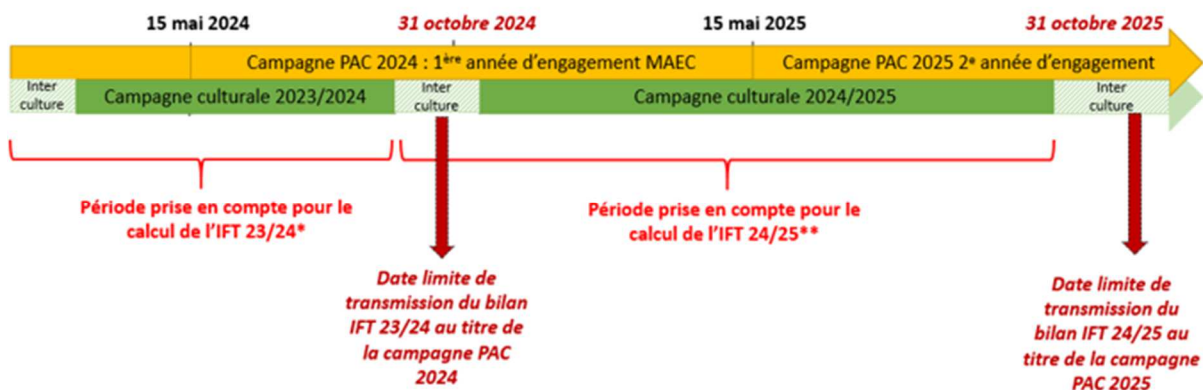 15 mai 2024
31 octobre 2024
15 mai 2025
31 octobre 2025
Campagne PAC 2024 : 1ère année d'engagement MAEC
Campagne PAC 2025 2e année d'engagement
Inter
culture
Campagne culturale 2023/2024
Inter
culture
Campagne culturale 2024/2025
Inter
culture
Période prise en compte pour le
calcul de l'IFT 23/24*
Période prise en compte pour le
calcul de l'IFT 24/25**
Date limite de
transmission du bilan
IFT 23/24 au titre de
la campagne PAC
2024
Date limite de
transmission du
bilan IFT 24/25 au
titre de la campagne
PAC 2025